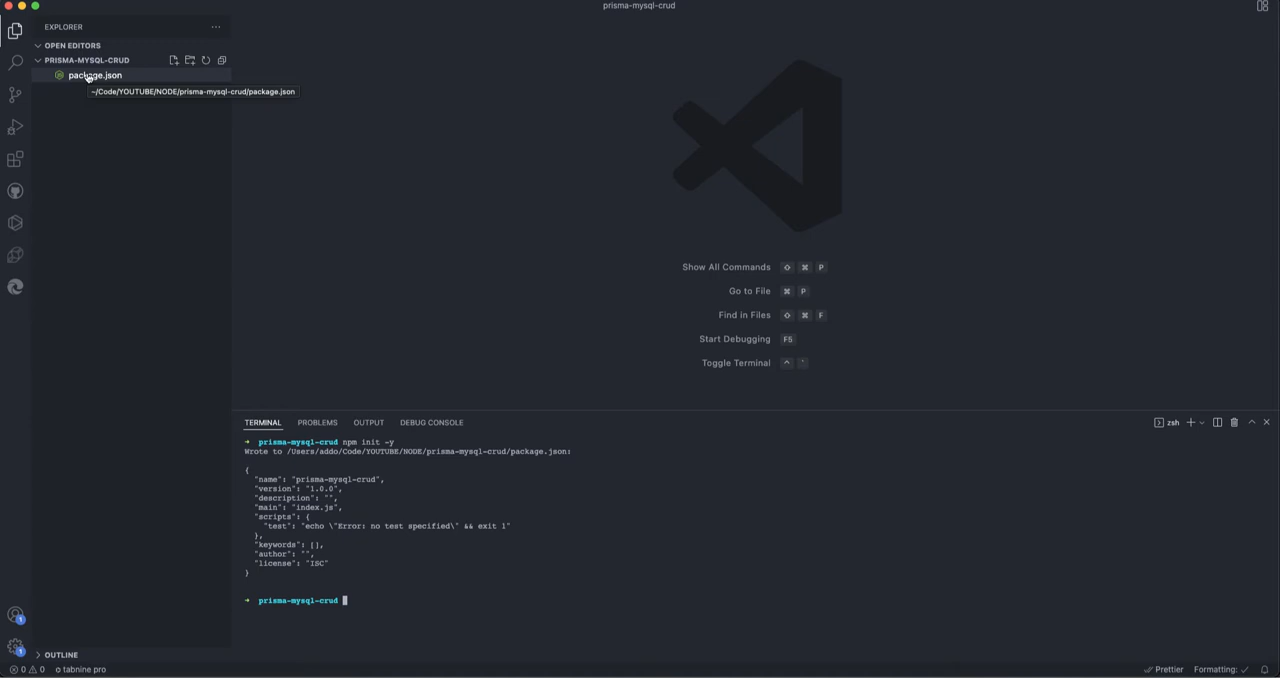 prisma-mysql-crud
EXPLORER
OPEN EDITORS
PRISMA-MYSQL-CRUD
package.json
~/Code/YOUTUBE/NODE/prisma-mysql-crud/package.json
Show All Commands ⇧ ⌘ P
Go to File ⌘ P
Find in Files ⇧ ⌘ F
Start Debugging F5
Toggle Terminal ^ `
TERMINAL PROBLEMS OUTPUT DEBUG CONSOLE
zsh
→ prisma-mysql-crud npm init -y
Wrote to /Users/addo/Code/YOUTUBE/NODE/prisma-mysql-crud/package.json:
{
"name": "prisma-mysql-crud",
"version": "1.0.0",
"description": "",
"main": "index.js",
"scripts": {
"test": "echo \"Error: no test specified\" && exit 1"
},
"keywords": [],
"author": "",
"license": "ISC"
}
→ prisma-mysql-crud
1
1
OUTLINE
0 0 tabnine pro
Prettier Formatting: ✓